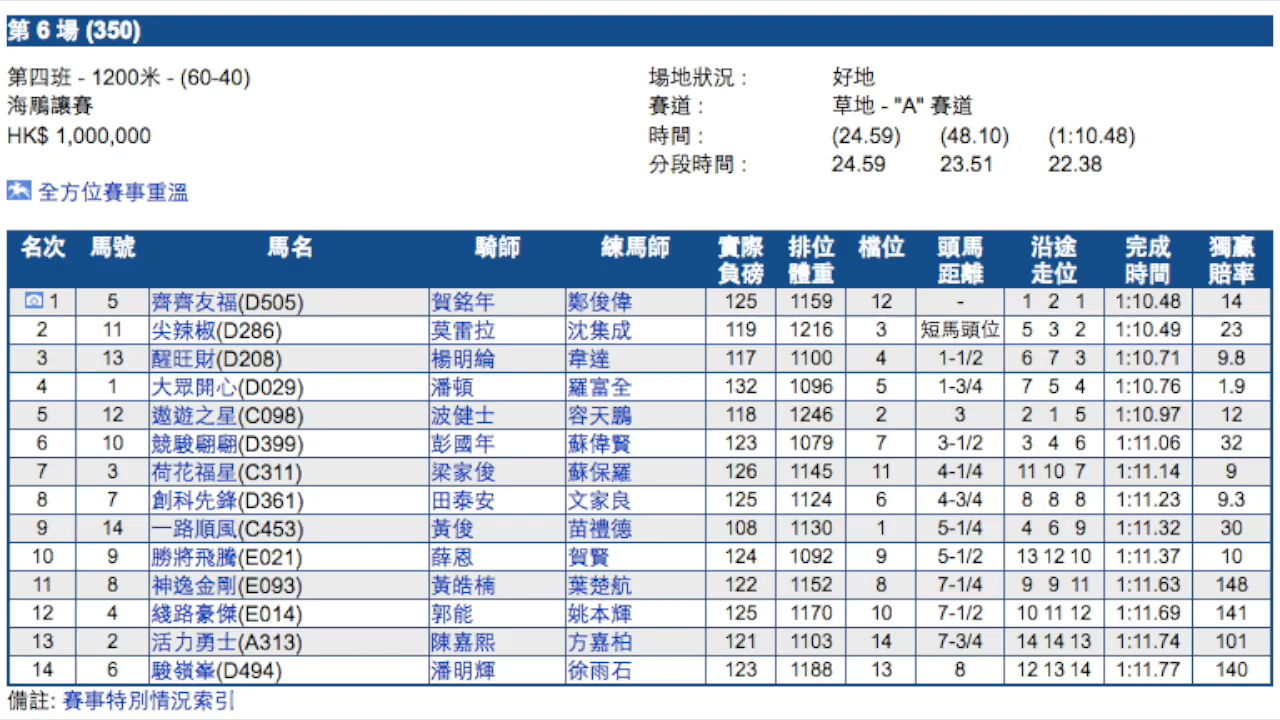 第 6 場 (350)
第四班 - 1200米 - (60-40)
海鵰讓賽
HK$ 1,000,000
全方位賽事重溫
場地狀況 : 好地
賽道 : 草地 - "A" 賽道
時間 : (24.59) (48.10) (1:10.48)
分段時間 : 24.59 23.51 22.38
名次 馬號 馬名 騎師 練馬師 實際負磅 排位體重 檔位 頭馬距離 沿途走位 完成時間 獨贏賠率
1 5 齊齊友福(D505) 賀銘年 鄭俊偉 125 1159 12 - 1 2 1 1:10.48 14
2 11 尖辣椒(D286) 莫雷拉 沈集成 119 1216 3 短馬頭位 5 3 2 1:10.49 23
3 13 醒旺財(D208) 楊明綸 韋達 117 1100 4 1-1/2 6 7 3 1:10.71 9.8
4 1 大眾開心(D029) 潘頓 羅富全 132 1096 5 1-3/4 7 5 4 1:10.76 1.9
5 12 遨遊之星(C098) 波健士 容天鵬 118 1246 2 3 2 1 5 1:10.97 12
6 10 競駿翩翩(D399) 彭國年 蘇偉賢 123 1079 7 3-1/2 3 4 6 1:11.06 32
7 3 荷花福星(C311) 梁家俊 蘇保羅 126 1145 11 4-1/4 11 10 7 1:11.14 9
8 7 創科先鋒(D361) 田泰安 文家良 125 1124 6 4-3/4 8 8 8 1:11.23 9.3
9 14 一路順風(C453) 黃俊 苗禮德 108 1130 1 5-1/4 4 6 9 1:11.32 30
10 9 勝將飛騰(E021) 薛恩 賀賢 124 1092 9 5-1/2 13 12 10 1:11.37 10
11 8 神逸金剛(E093) 黃皓楠 葉楚航 122 1152 8 7-1/4 9 9 11 1:11.63 148
12 4 綫路豪傑(E014) 郭能 姚本輝 125 1170 10 7-1/2 10 11 12 1:11.69 141
13 2 活力勇士(A313) 陳嘉熙 方嘉柏 121 1103 14 7-3/4 14 14 13 1:11.74 101
14 6 駿嶺峯(D494) 潘明輝 徐雨石 123 1188 13 8 12 13 14 1:11.77 140
備註: 賽事特別情況索引